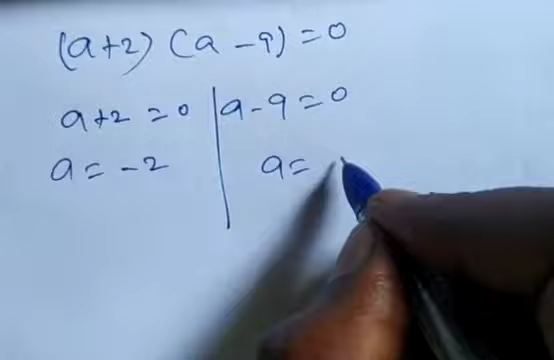 (a+2) (a-9)=0
a+2=0 | a-9=0
a=-2 | a=